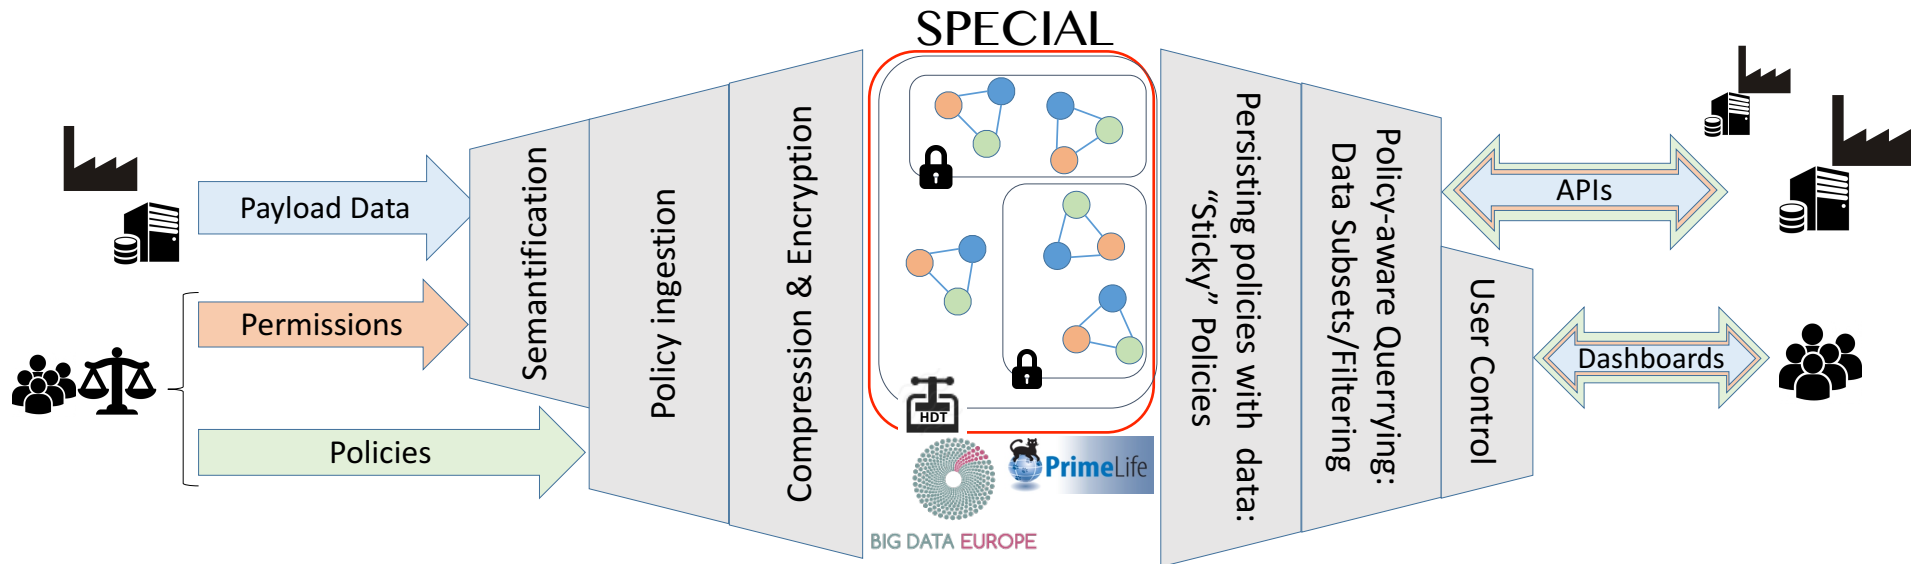 SPECIAL
Payload Data
Permissions
Policies
Semantification
Policy ingestion
Compression & Encryption
HDT
BIG DATA EUROPE
PrimeLife
Persisting policies with data:
“Sticky” Policies
Policy-aware Querrying:
Data Subsets/Filtering
User Control
APIs
Dashboards